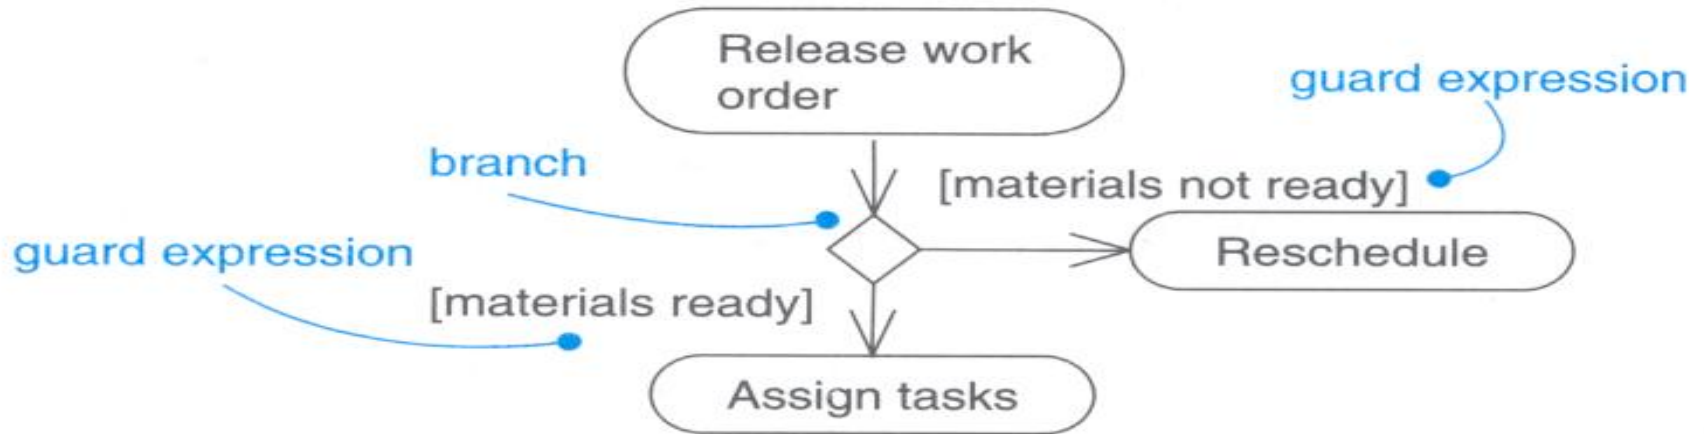 Release work
order
guard expression
branch
[materials not ready]
guard expression
Reschedule
[materials ready]
Assign tasks